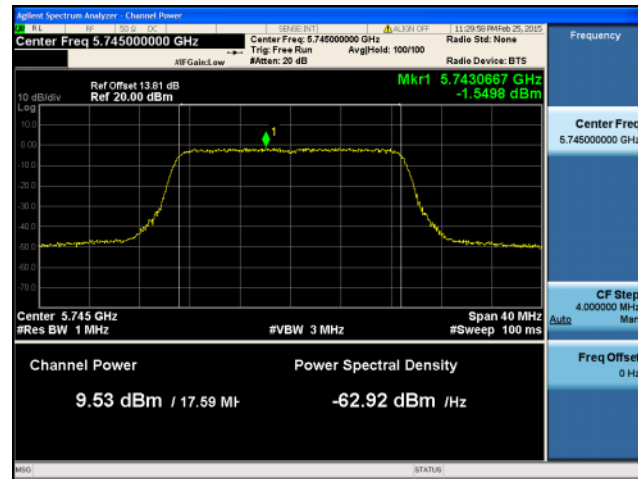 Agilent Spectrum Analyzer - Channel Power
RL RF 50 Ω DC SENSE:INT ALIGN OFF 11:29:58 PM Feb 25, 2015
Center Freq 5.745000000 GHz
Center Freq: 5.745000000 GHz
Radio Std: None
Trig: Free Run Avg|Hold: 100/100
#IFGain:Low #Atten: 20 dB Radio Device: BTS
Frequency
Mkr1 5.7430667 GHz
-1.5498 dBm
Ref Offset 13.81 dB
10 dB/div Ref 20.00 dBm
Log
10.0
0.00
-10.0
-20.0
-30.0
-40.0
-50.0
-60.0
-70.0
1
Center 5.745 GHz Span 40 MHz
#Res BW 1 MHz #VBW 3 MHz #Sweep 100 ms
Channel Power Power Spectral Density
9.53 dBm / 17.59 MH -62.92 dBm /Hz
Center Freq
5.745000000 GHz
CF Step
4.000000 MHz
Auto Man
Freq Offset
0 Hz
MSG STATUS